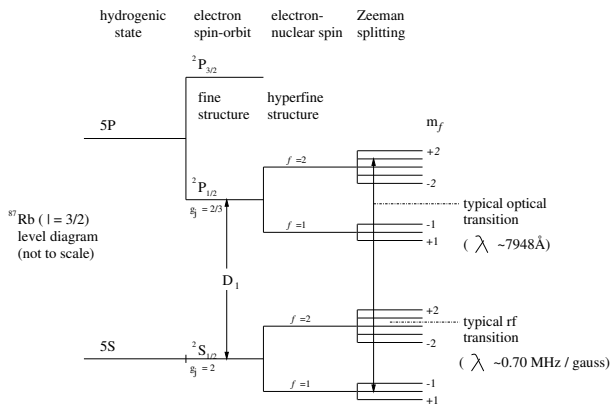 hydrogenic state
electron spin-orbit
electron-nuclear spin
Zeeman splitting
²P₃/₂
fine structure
hyperfine structure
m_f
5P
f =2
+2
-2
²P₁/₂
g_j = 2/3
⁸⁷Rb ( I = 3/2)
level diagram
(not to scale)
f =1
-1
+1
typical optical
transition
( λ ~7948Å)
D₁
f =2
+2
-2
typical rf
transition
( λ ~0.70 MHz / gauss)
5S
²S₁/₂
g_j = 2
f =1
-1
+1